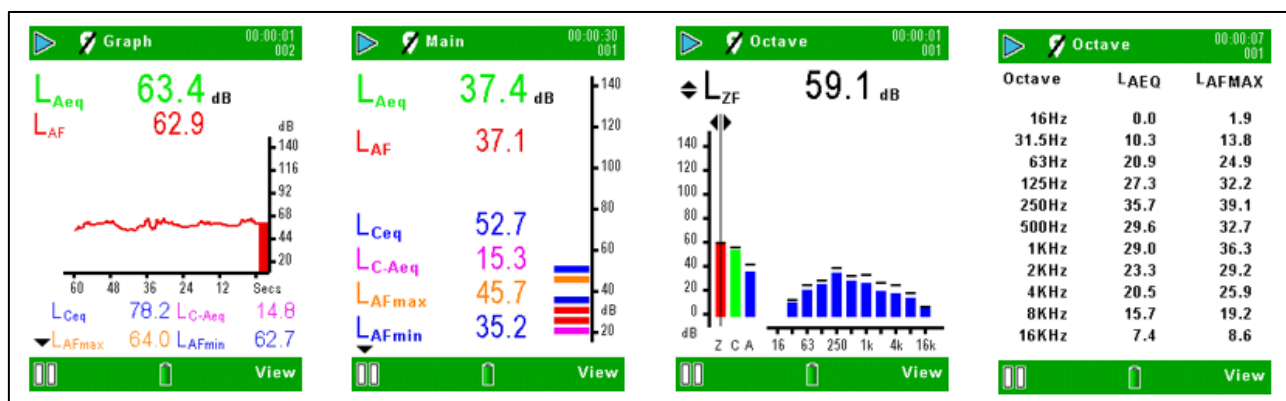 Graph 00:00:01
002
LAeq 63.4 dB
LAF 62.9
dB
140
116
92
68
44
20
60 48 36 24 12 Secs
LCeq 78.2 LC-Aeq 14.8
LAFmax 64.0 LAFmin 62.7
View
Main 00:00:30
001
LAeq 37.4 dB
LAF 37.1
LCeq 52.7
LC-Aeq 15.3
LAFmax 45.7
LAFmin 35.2
140
120
100
80
60
40
dB
20
View
Octave 00:00:01
001
LZF 59.1 dB
140
120
100
80
60
40
20
0
dB
Z C A 16 63 250 1k 4k 16k
View
Octave 00:00:07
001
Octave LAEQ LAFMAX
16Hz 0.0 1.9
31.5Hz 10.3 13.8
63Hz 20.9 24.9
125Hz 27.3 32.2
250Hz 35.7 39.1
500Hz 29.6 32.7
1KHz 29.0 36.3
2KHz 23.3 29.2
4KHz 20.5 25.9
8KHz 15.7 19.2
16KHz 7.4 8.6
View